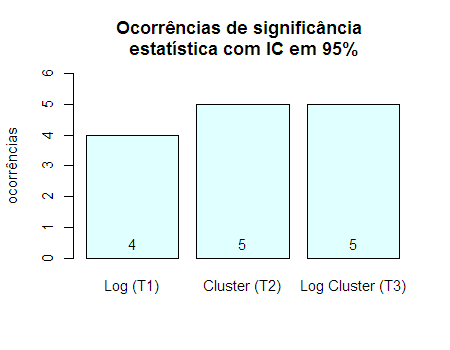 Ocorrências de significância
estatística com IC em 95%
ocorrências
6
5
4
3
2
1
0
4
5
5
Log (T1)
Cluster (T2)
Log Cluster (T3)